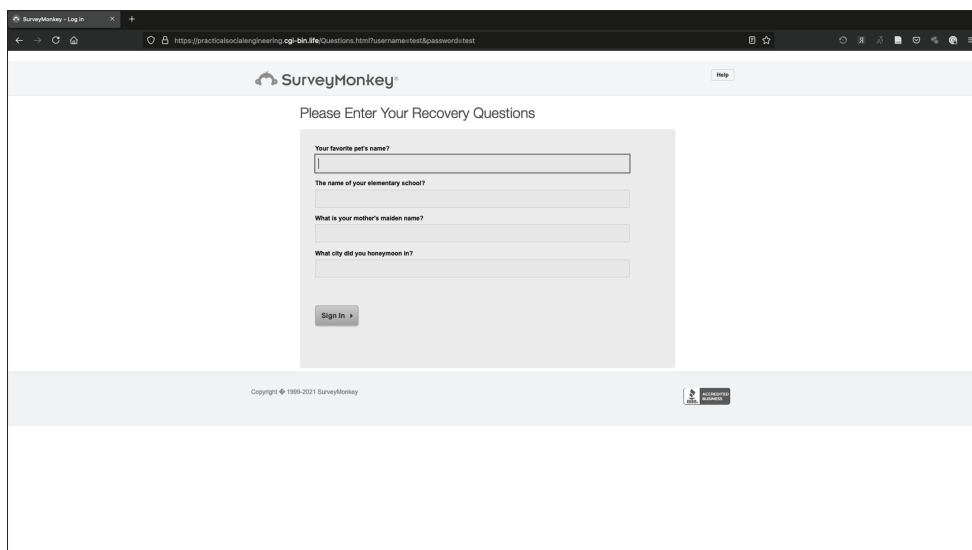 SurveyMonkey - Log in
https://practicalsocialengineering.cgi-bin.life/Questions.html?username=test&password=test
SurveyMonkey®
Help
Please Enter Your Recovery Questions
Your favorite pet's name?
The name of your elementary school?
What is your mother's maiden name?
What city did you honeymoon in?
Sign In
Copyright � 1999-2021 SurveyMonkey
ACCREDITED
BUSINESS